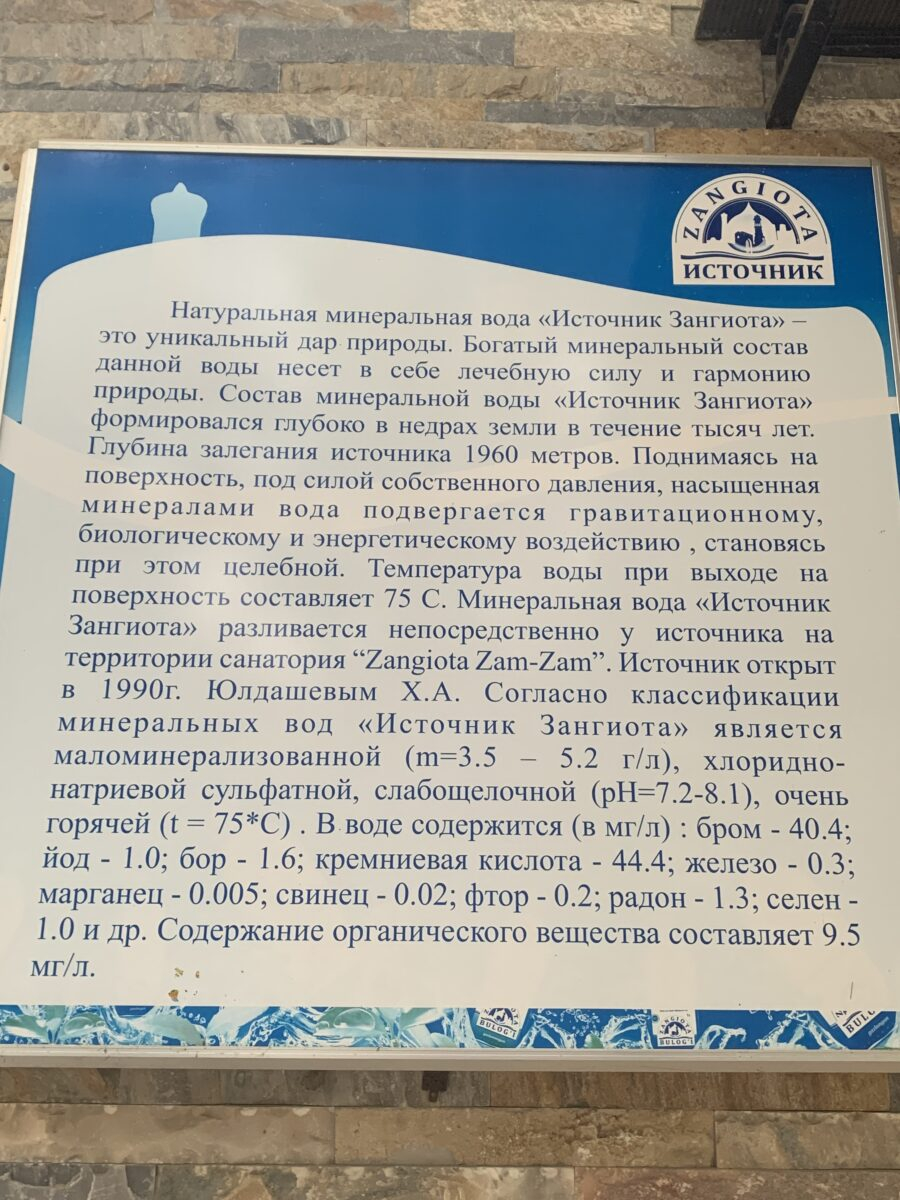 ZANGIOTA
ИСТОЧНИК
Натуральная минеральная вода «Источник Зангиота» –
это уникальный дар природы. Богатый минеральный состав
данной воды несет в себе лечебную силу и гармонию
природы. Состав минеральной воды «Источник Зангиота»
формировался глубоко в недрах земли в течение тысяч лет.
Глубина залегания источника 1960 метров. Поднимаясь на
поверхность, под силой собственного давления, насыщенная
минералами вода подвергается гравитационному,
биологическому и энергетическому воздействию , становясь
при этом целебной. Температура воды при выходе на
поверхность составляет 75 С. Минеральная вода «Источник
Зангиота» разливается непосредственно у источника на
территории санатория “Zangiota Zam-Zam”. Источник открыт
в 1990г. Юлдашевым Х.А. Согласно классификации
минеральных вод «Источник Зангиота» является
маломинерализованной (m=3.5 – 5.2 г/л), хлоридно-
натриевой сульфатной, слабощелочной (pH=7.2-8.1), очень
горячей (t = 75*C) . В воде содержится (в мг/л) : бром - 40.4;
йод - 1.0; бор - 1.6; кремниевая кислота - 44.4; железо - 0.3;
марганец - 0.005; свинец - 0.02; фтор - 0.2; радон - 1.3; селен -
1.0 и др. Содержание органического вещества составляет 9.5
мг/л.
BULOG'I
BULOG'I